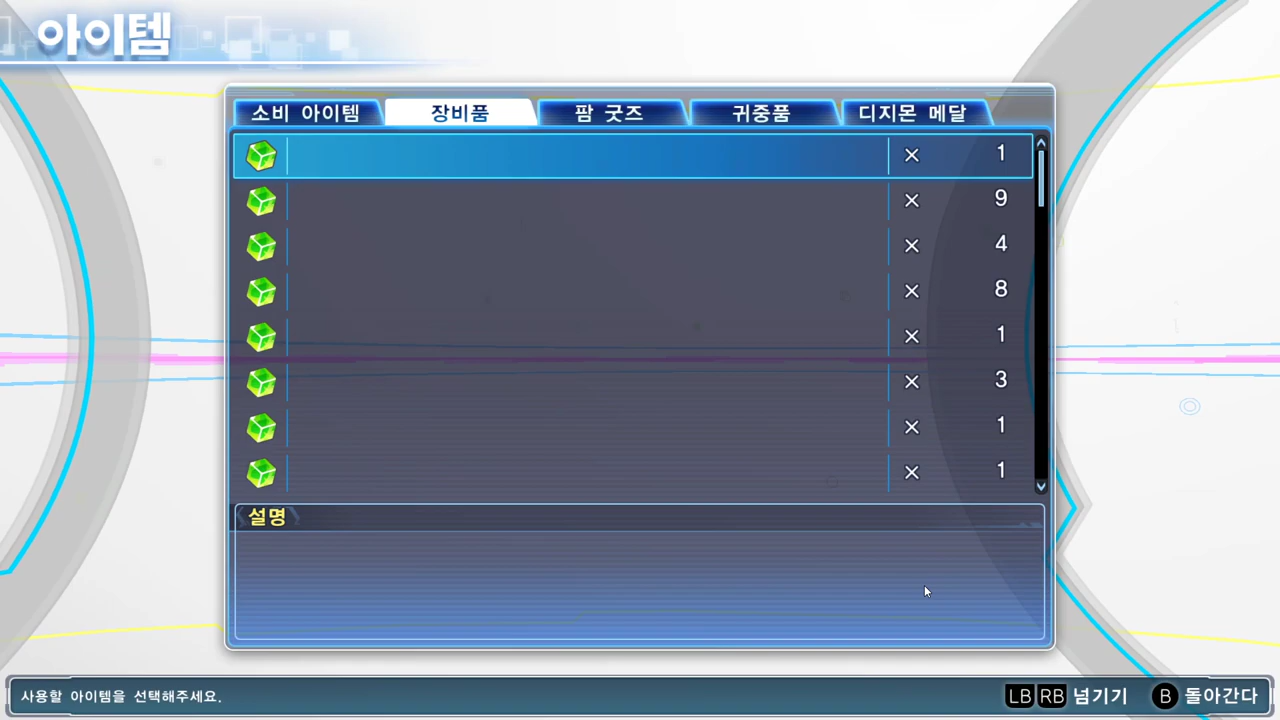 아이템
소비 아이템 장비품 팜 굿즈 귀중품 디지몬 메달
× 1
× 9
× 4
× 8
× 1
× 3
× 1
× 1
설명
사용할 아이템을 선택해주세요. LB RB 넘기기 B 돌아간다